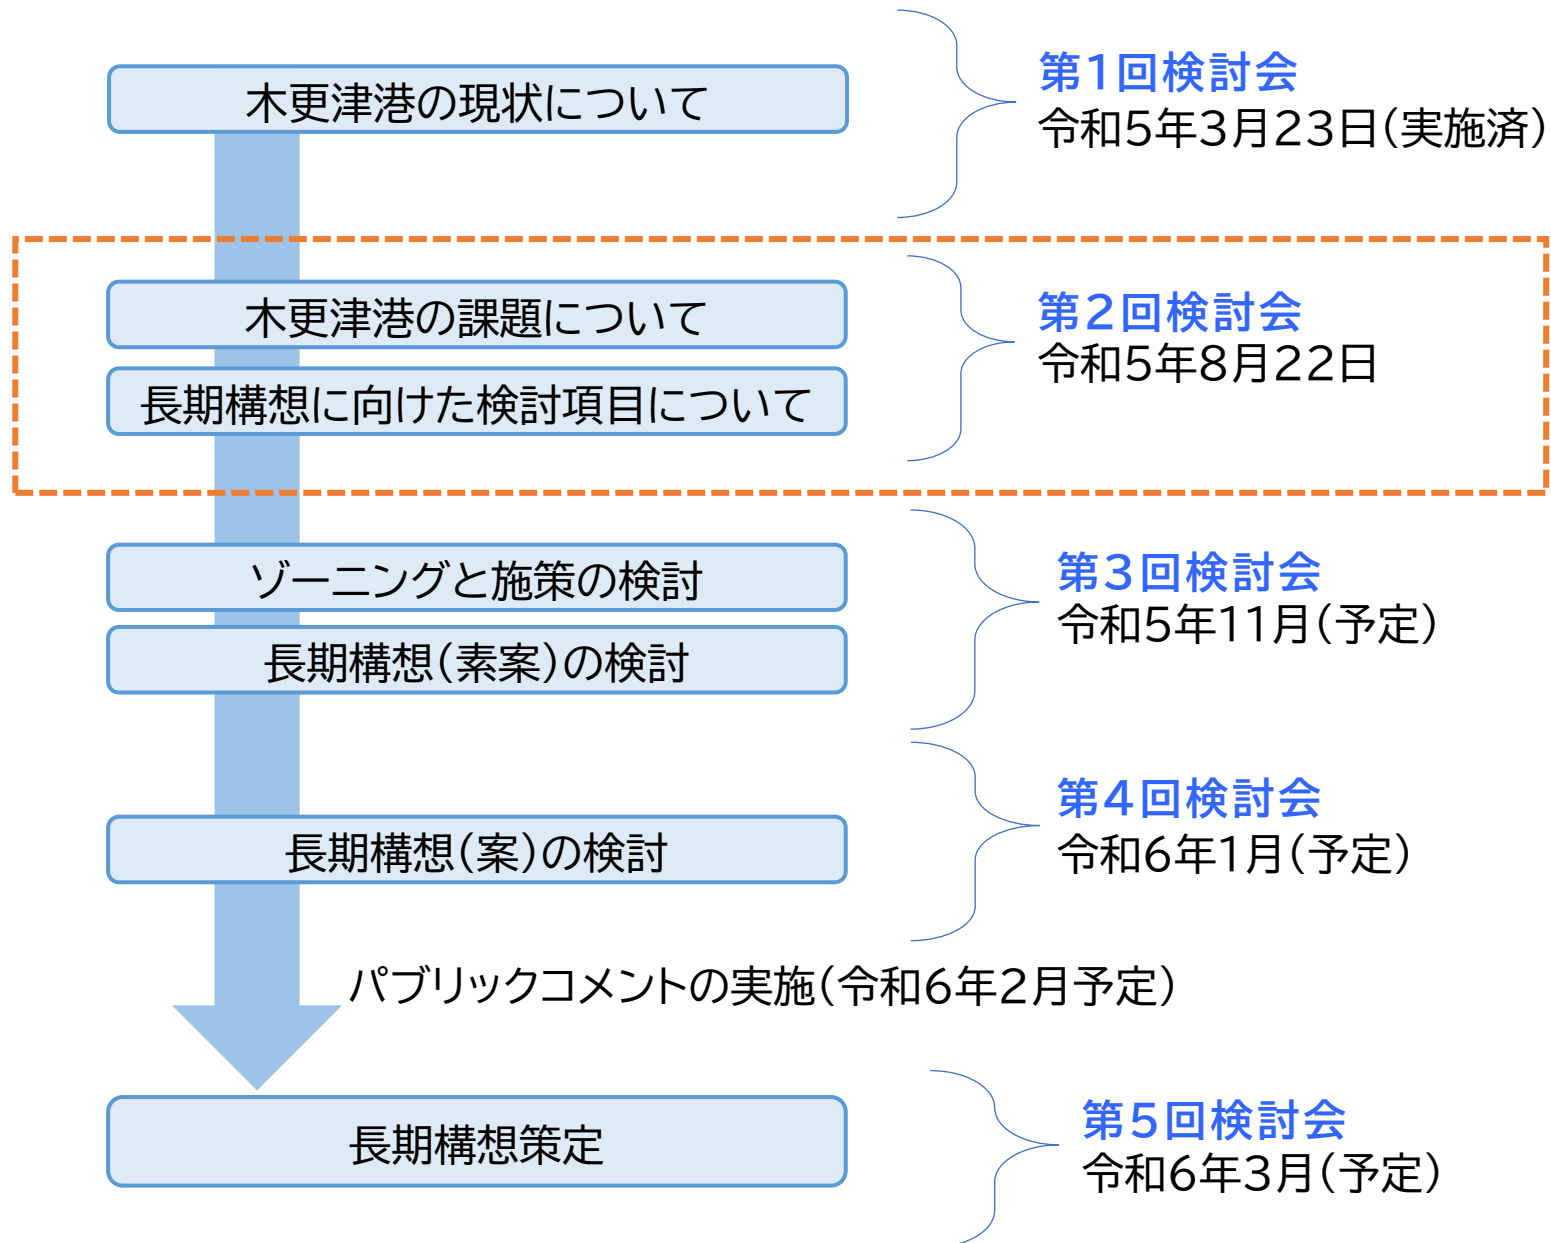 木更津港の現状について
第1回検討会
令和5年3月23日(実施済)
木更津港の課題について
長期構想に向けた検討項目について
第2回検討会
令和5年8月22日
ゾーニングと施策の検討
長期構想(素案)の検討
第3回検討会
令和5年11月(予定)
長期構想(案)の検討
第4回検討会
令和6年1月(予定)
パブリックコメントの実施(令和6年2月予定)
長期構想策定
第5回検討会
令和6年3月(予定)